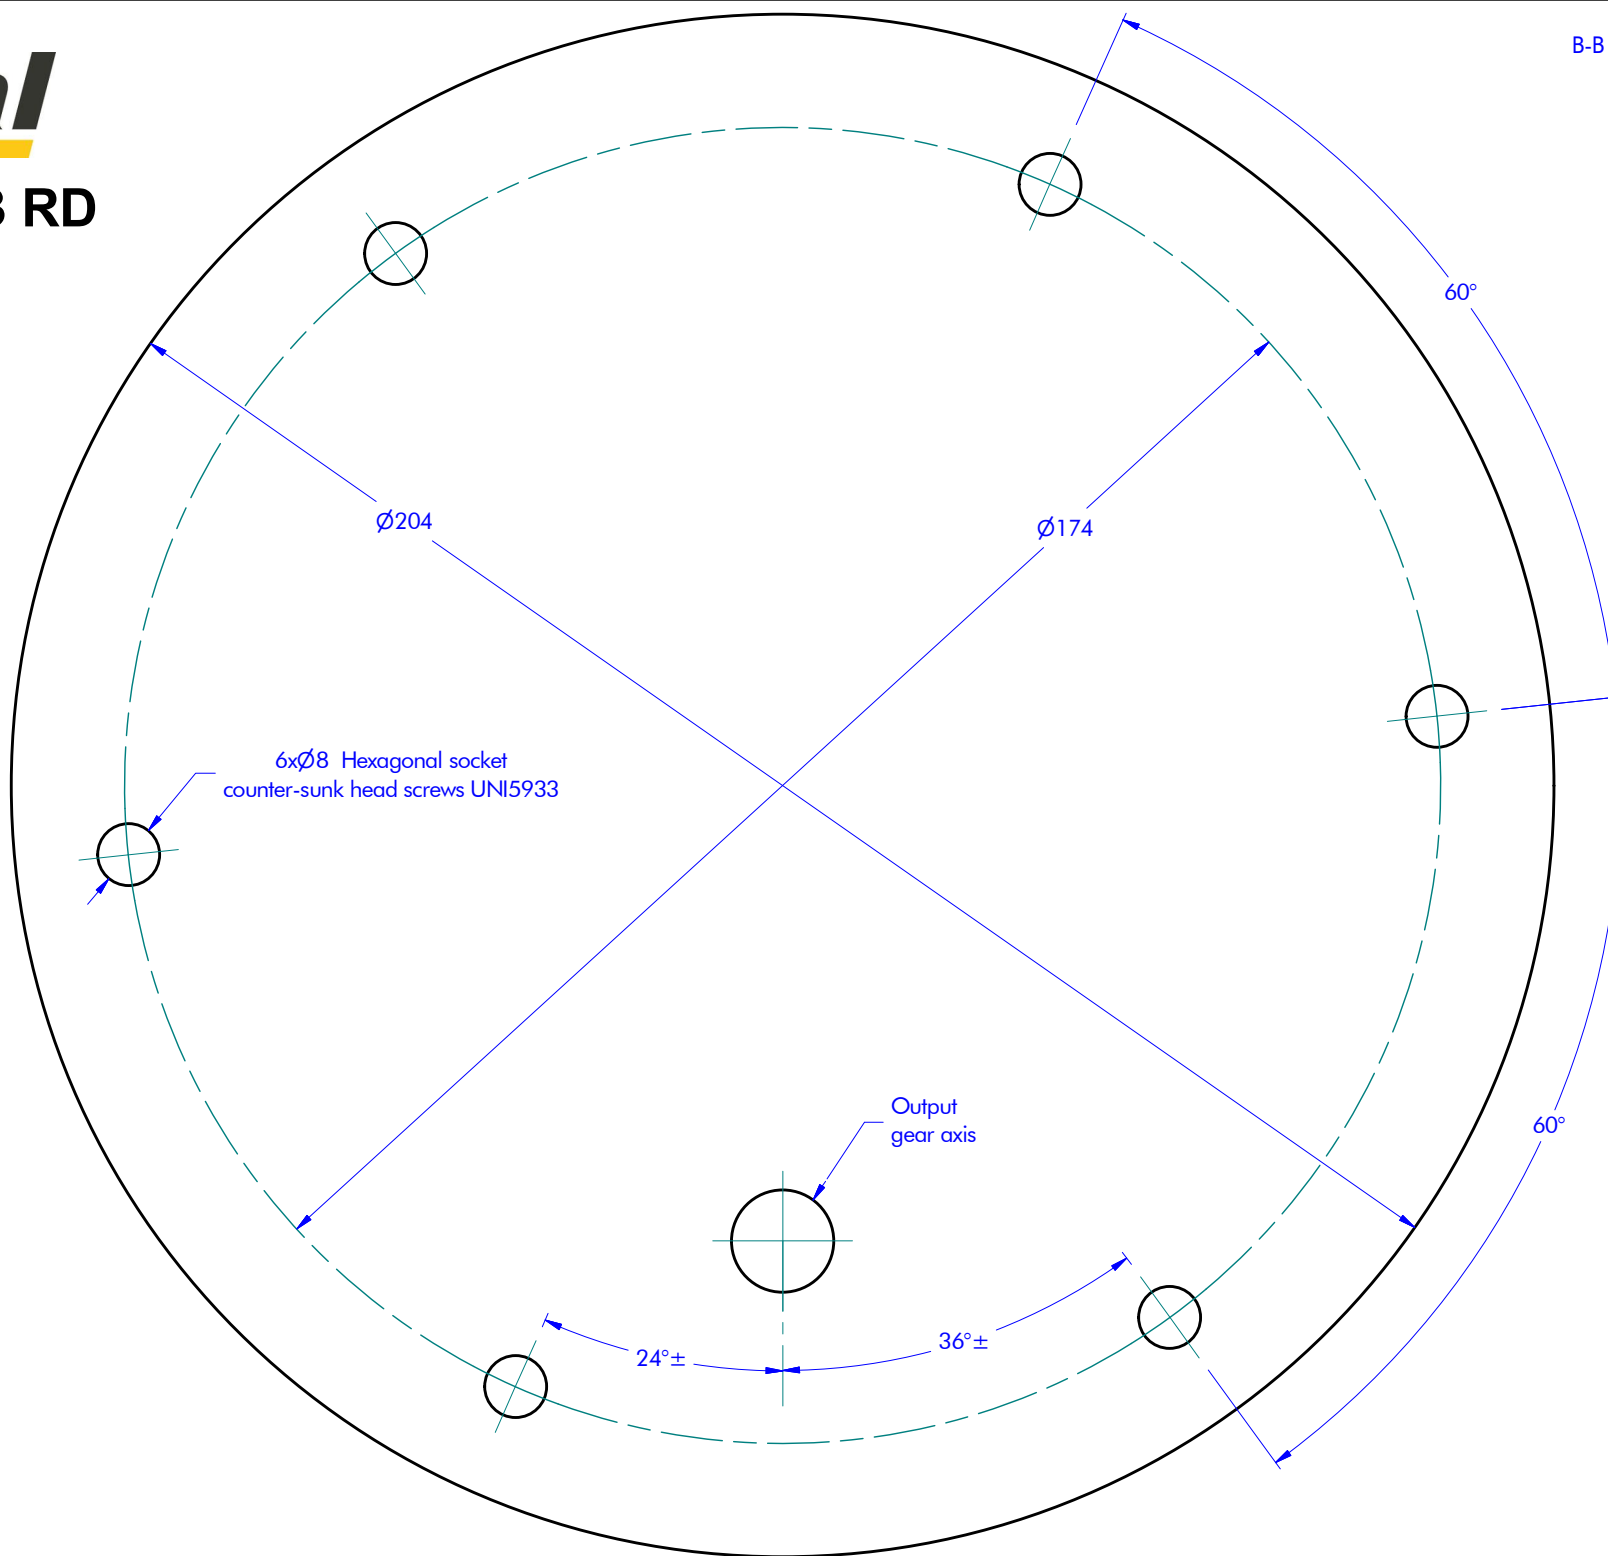 B-B
RD
60°
Ø204
Ø174
6xØ8 Hexagonal socket
counter-sunk head screws UNI5933
Output
gear axis
60°
36°±
24°±